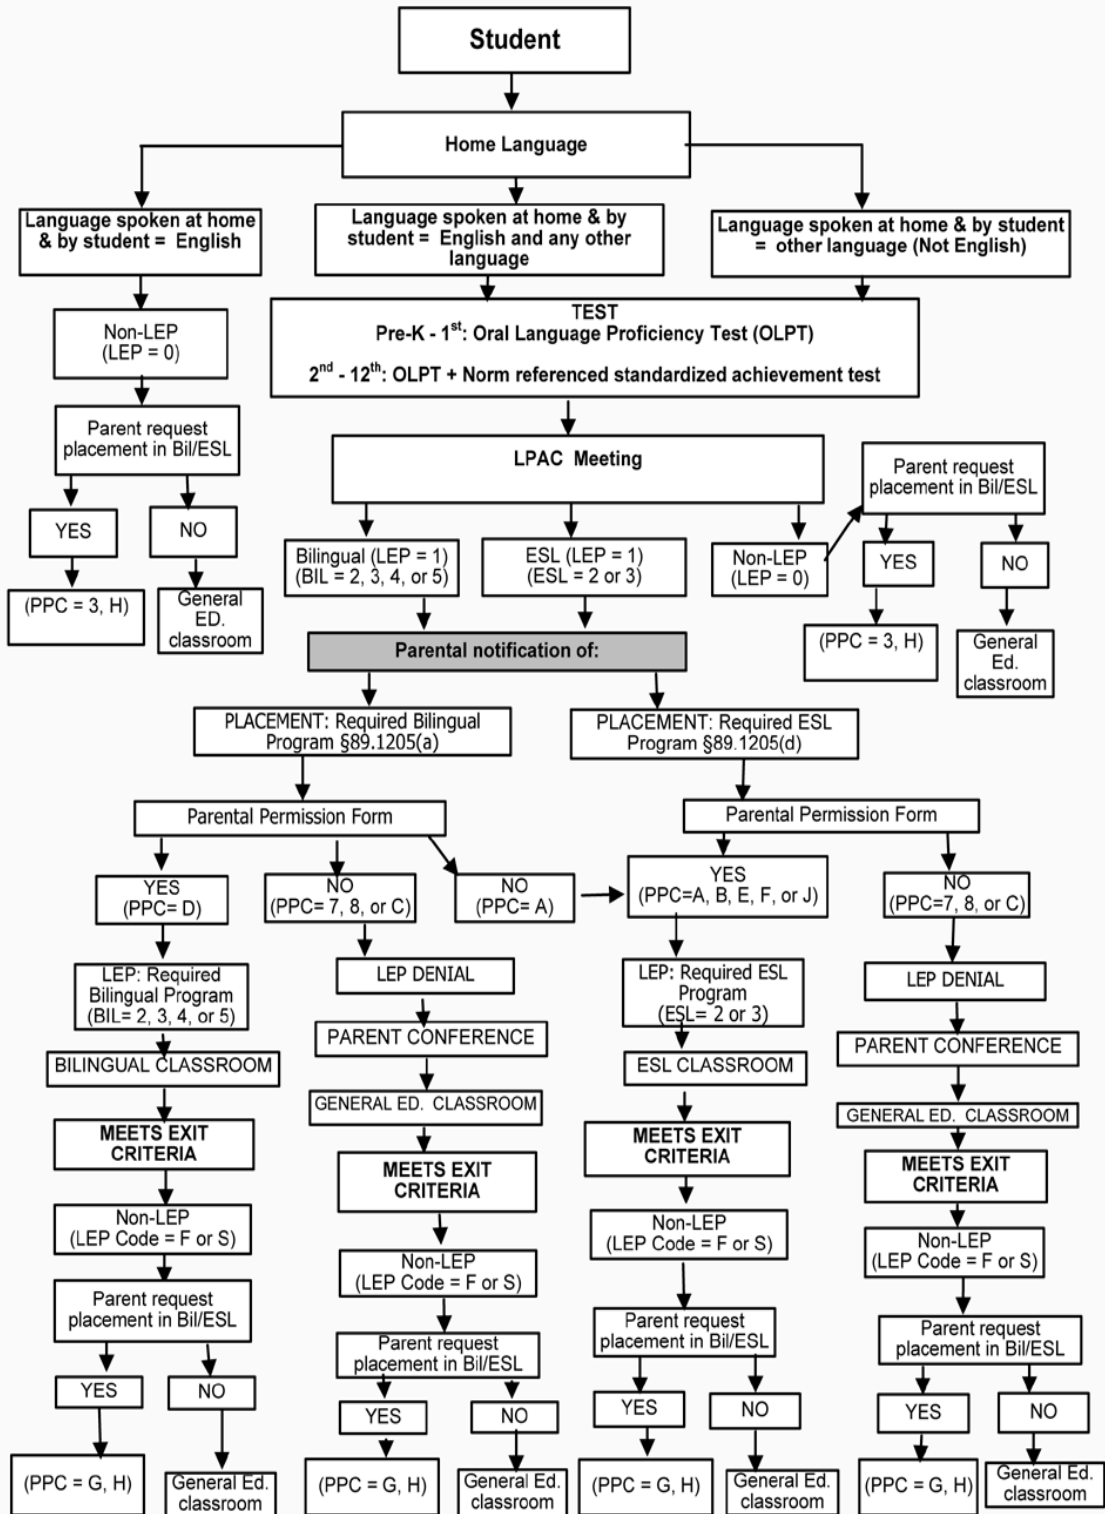 Student
Home Language
Language spoken at home
& by student = English
Language spoken at home & by
student = English and any other
language
Language spoken at home & by student
= other language (Not English)
TEST
Pre-K - 1st: Oral Language Proficiency Test (OLPT)
2nd - 12th: OLPT + Norm referenced standardized achievement test
Non-LEP
(LEP = 0)
Parent request
placement in Bil/ESL
YES
NO
(PPC = 3, H)
General
ED.
classroom
LPAC Meeting
Bilingual (LEP = 1)
(BIL = 2, 3, 4, or 5)
ESL (LEP = 1)
(ESL = 2 or 3)
Non-LEP
(LEP = 0)
Parent request
placement in Bil/ESL
YES
NO
(PPC = 3, H)
General
Ed.
classroom
Parental notification of:
PLACEMENT: Required Bilingual
Program §89.1205(a)
PLACEMENT: Required ESL
Program §89.1205(d)
Parental Permission Form
Parental Permission Form
YES
(PPC= D)
NO
(PPC= 7, 8, or C)
NO
(PPC= A)
YES
(PPC=A, B, E, F, or J)
NO
(PPC=7, 8, or C)
LEP: Required
Bilingual Program
(BIL= 2, 3, 4, or 5)
BILINGUAL CLASSROOM
MEETS EXIT
CRITERIA
Non-LEP
(LEP Code = F or S)
Parent request
placement in Bil/ESL
YES
NO
(PPC = G, H)
General Ed.
classroom
LEP DENIAL
PARENT CONFERENCE
GENERAL ED. CLASSROOM
MEETS EXIT
CRITERIA
Non-LEP
(LEP Code = F or S)
Parent request
placement in Bil/ESL
YES
NO
(PPC = G, H)
General Ed.
classroom
LEP: Required ESL
Program
(ESL= 2 or 3)
ESL CLASSROOM
MEETS EXIT
CRITERIA
Non-LEP
(LEP Code = F or S)
Parent request
placement in Bil/ESL
YES
NO
(PPC = G, H)
General Ed.
classroom
LEP DENIAL
PARENT CONFERENCE
GENERAL ED. CLASSROOM
MEETS EXIT
CRITERIA
Non-LEP
(LEP Code = F or S)
Parent request
placement in Bil/ESL
YES
NO
(PPC = G, H)
General Ed.
classroom